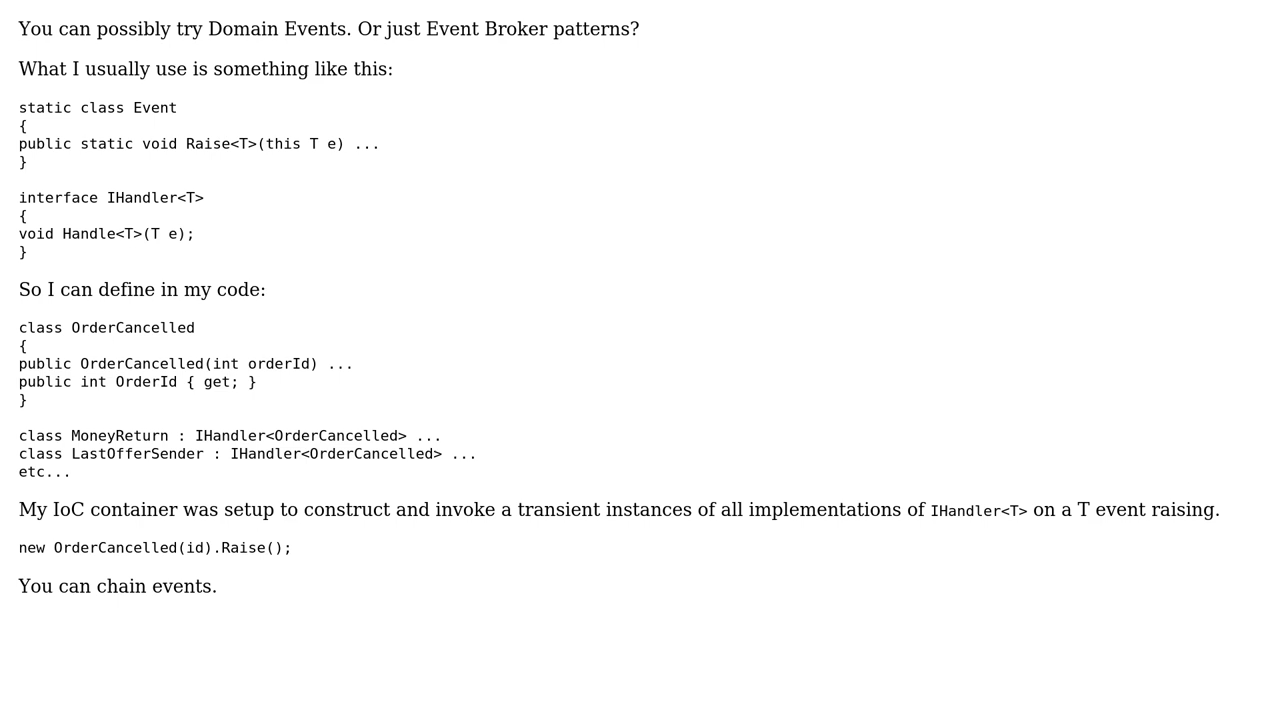 You can possibly try Domain Events. Or just Event Broker patterns?
What I usually use is something like this:
static class Event
{
public static void Raise<T>(this T e) ...
}
interface IHandler<T>
{
void Handle<T>(T e);
}
So I can define in my code:
class OrderCancelled
{
public OrderCancelled(int orderId) ...
public int OrderId { get; }
}
class MoneyReturn : IHandler<OrderCancelled> ...
class LastOfferSender : IHandler<OrderCancelled> ...
etc...
My IoC container was setup to construct and invoke a transient instances of all implementations of IHandler<T> on a T event raising.
new OrderCancelled(id).Raise();
You can chain events.